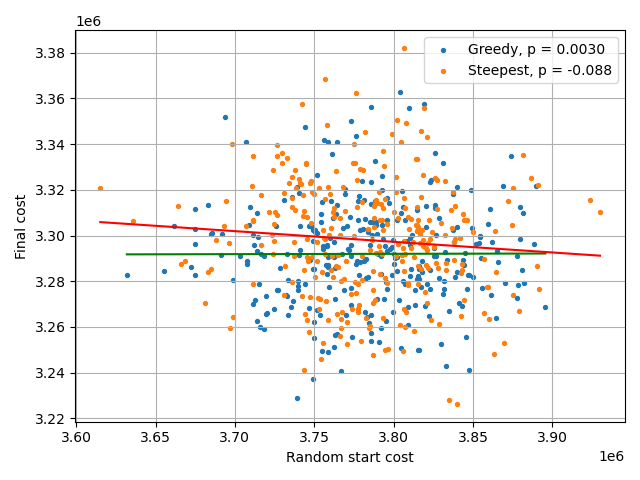 1e6
3.38
3.36
3.34
3.32
3.30
3.28
3.26
3.24
3.22
Final cost
Greedy, p = 0.0030
Steepest, p = -0.088
3.60
3.65
3.70
3.75
3.80
3.85
3.90
Random start cost
1e6